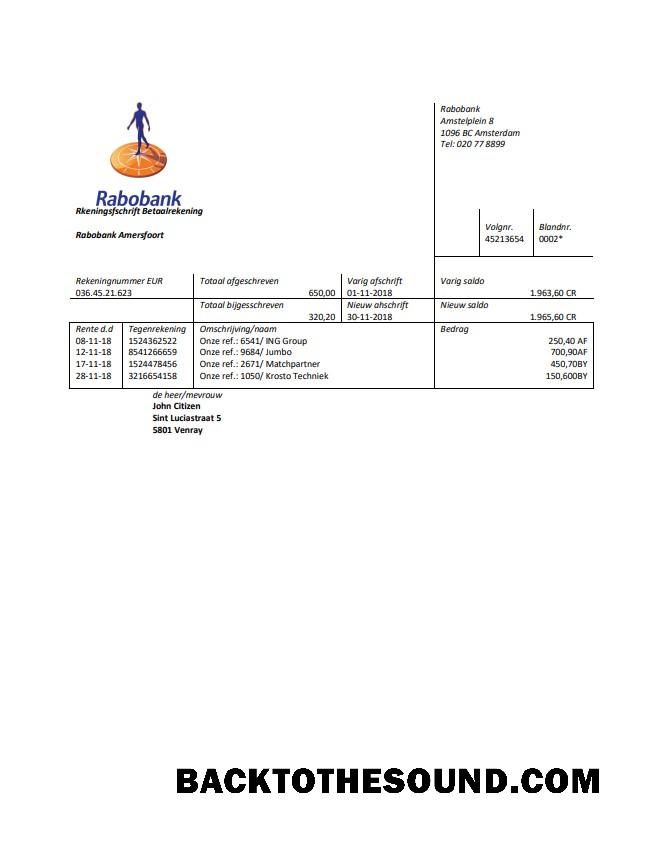 Rabobank
Amstelplein 8
1096 BC Amsterdam
Tel: 020 77 8899
Rabobank
Rkeningsfschrift Betaalrekening
Rabobank Amersfoort
Volgnr. Blandnr.
45213654 0002*
Rekeningnummer EUR Totaal afgeschreven Varig afschrift Varig saldo
036.45.21.623 650,00 01-11-2018 1.963,60 CR
Totaal bijgesschreven Nieuw ahschrift Nieuw saldo
320,20 30-11-2018 1.965,60 CR
Rente d.d Tegenrekening Omschrijving/naam Bedrag
08-11-18 1524362522 Onze ref.: 6541/ ING Group 250,40 AF
12-11-18 8541266659 Onze ref.: 9684/ Jumbo 700,90AF
17-11-18 1524478456 Onze ref.: 2671/ Matchpartner 450,70BY
28-11-18 3216654158 Onze ref.: 1050/ Krosto Techniek 150,600BY
de heer/mevrouw
John Citizen
Sint Luciastraat 5
5801 Venray
BACKTOTHESOUND.COM